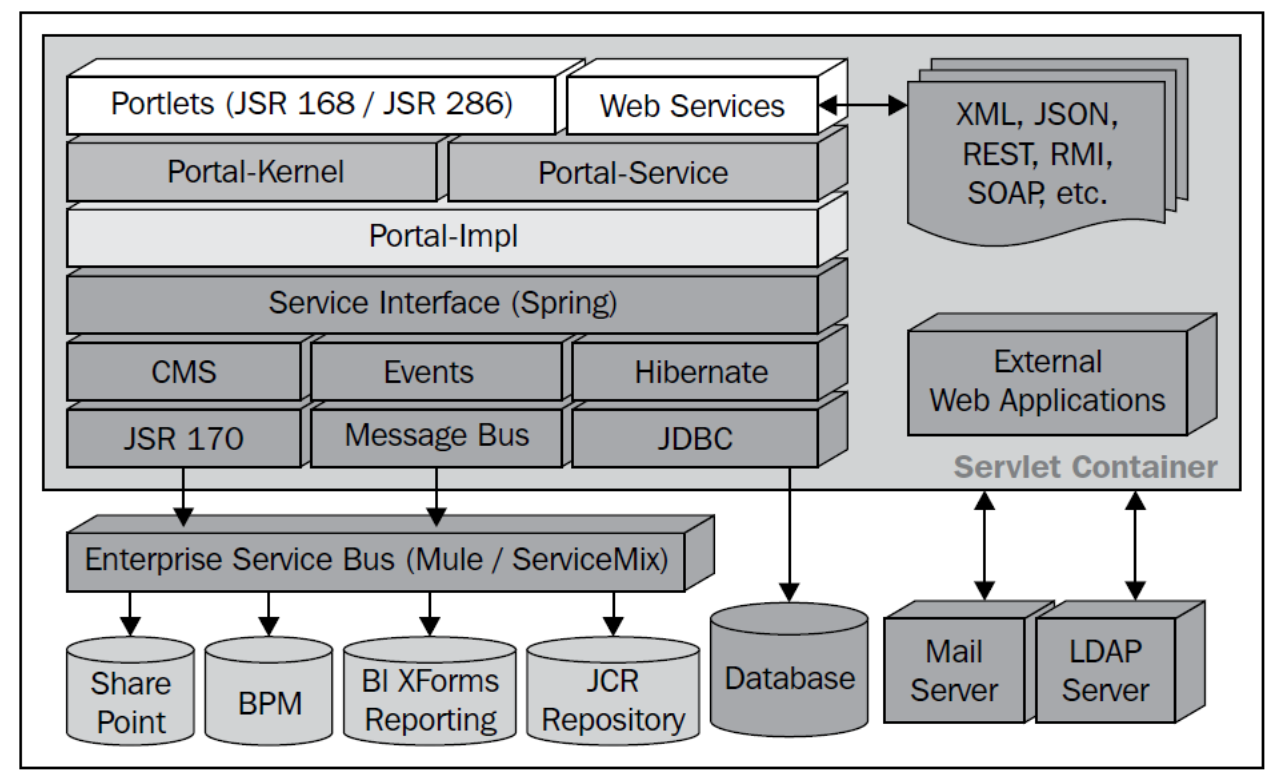 Portlets (JSR 168 / JSR 286)
Web Services
XML, JSON,
REST, RMI,
SOAP, etc.
Portal-Kernel
Portal-Service
Portal-Impl
Service Interface (Spring)
CMS
Events
Hibernate
External
Web Applications
JSR 170
Message Bus
JDBC
Servlet Container
Enterprise Service Bus (Mule / ServiceMix)
Share
Point
BPM
BI XForms
Reporting
JCR
Repository
Database
Mail
Server
LDAP
Server